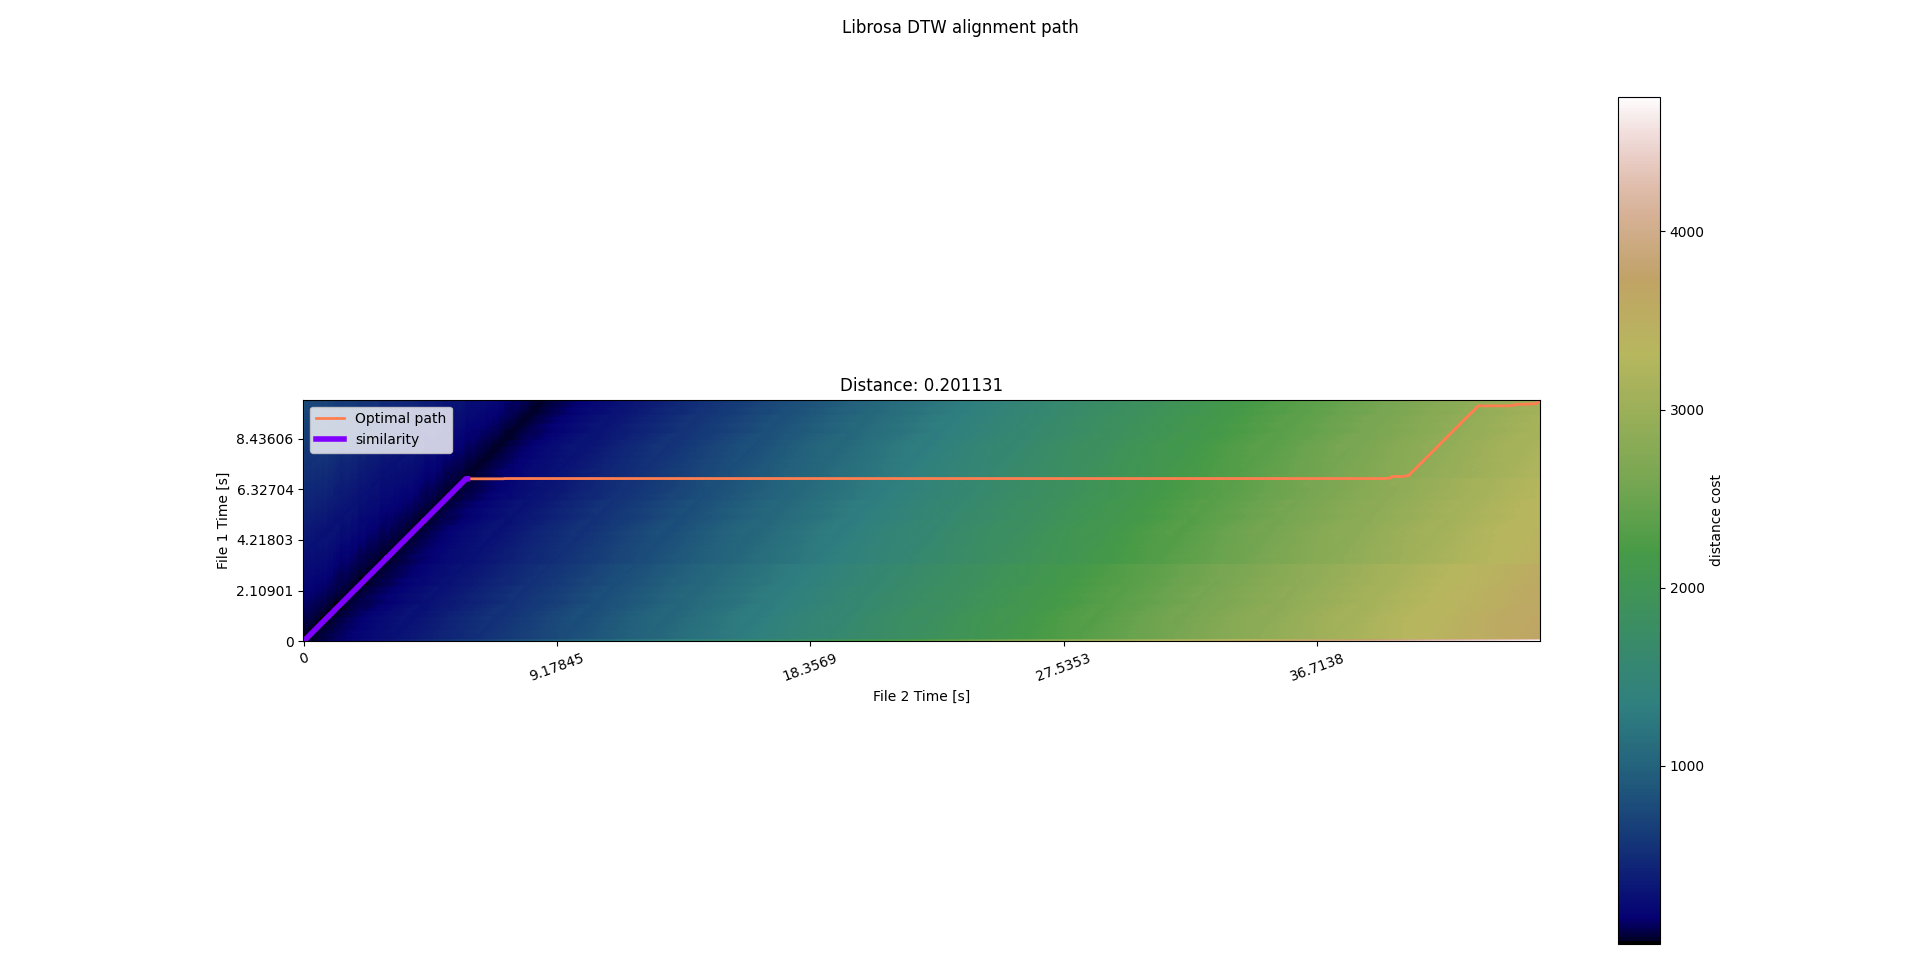 Librosa DTW alignment path
Distance: 0.201131
Optimal path
similarity
8.43606
6.32704
4.21803
2.10901
0
File 1 Time [s]
0
9.17845
18.3569
27.5353
36.7138
File 2 Time [s]
4000
3000
2000
1000
distance cost